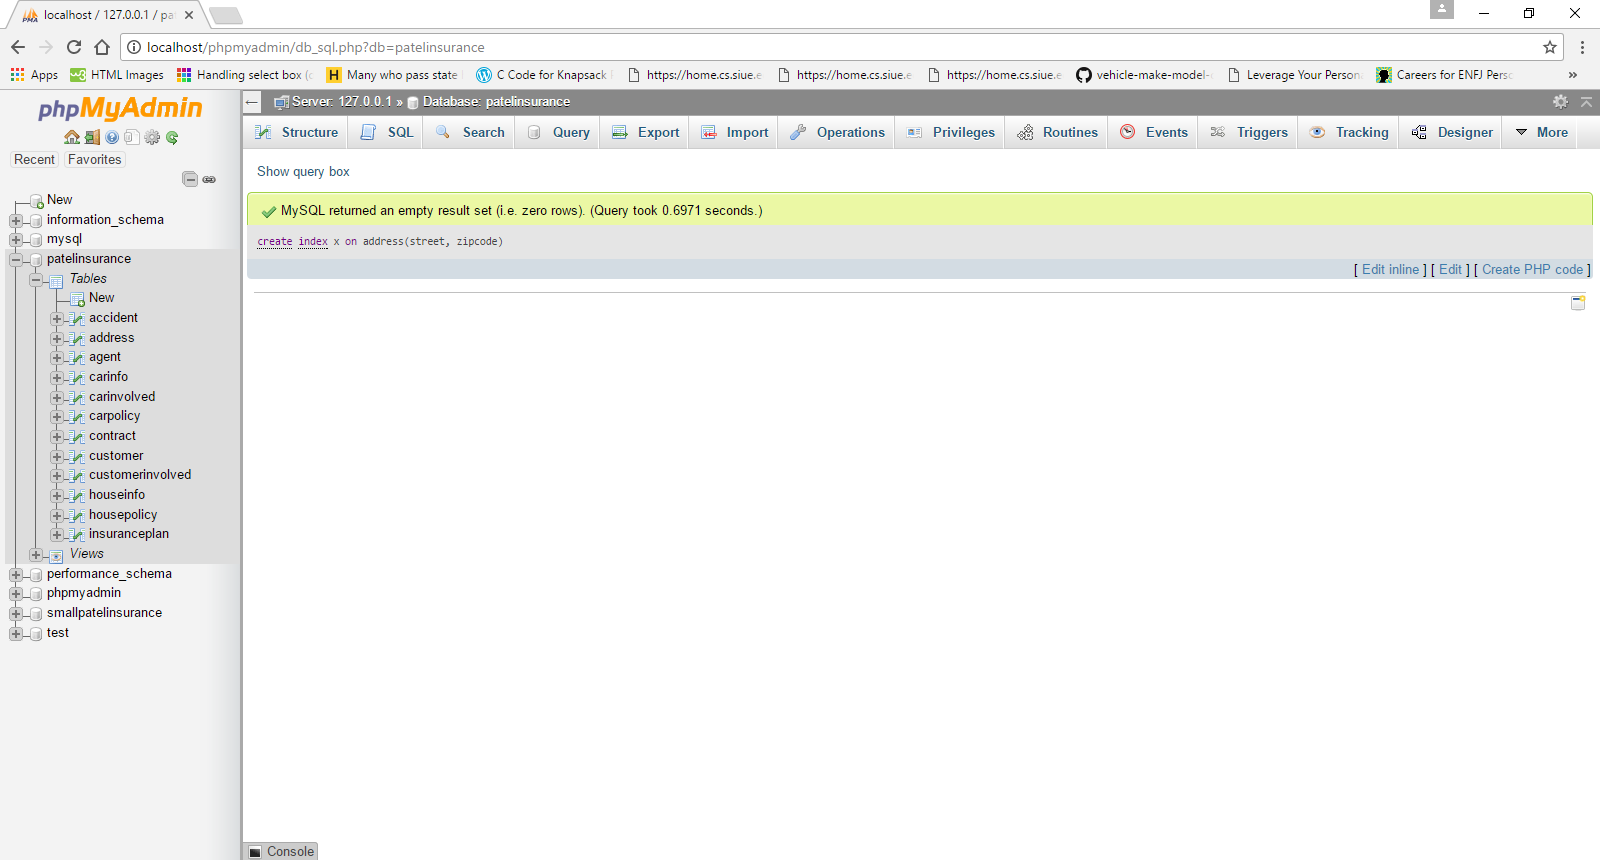 localhost / 127.0.0.1 / pa
localhost/phpmyadmin/db_sql.php?db=patelinsurance
Apps HTML Images Handling select box (c Many who pass state C Code for Knapsack https://home.cs.siue.e https://home.cs.siue.e https://home.cs.siue.e vehicle-make-model- Leverage Your Person Careers for ENFJ Pers »
phpMyAdmin
Recent Favorites
New
information_schema
mysql
patelinsurance
Tables
New
accident
address
agent
carinfo
carinvolved
carpolicy
contract
customer
customerinvolved
houseinfo
housepolicy
insuranceplan
Views
performance_schema
phpmyadmin
smallpatelinsurance
test
Server: 127.0.0.1 » Database: patelinsurance
Structure SQL Search Query Export Import Operations Privileges Routines Events Triggers Tracking Designer More
Show query box
MySQL returned an empty result set (i.e. zero rows). (Query took 0.6971 seconds.)
create index x on address(street, zipcode)
[ Edit inline ] [ Edit ] [ Create PHP code ]
Console